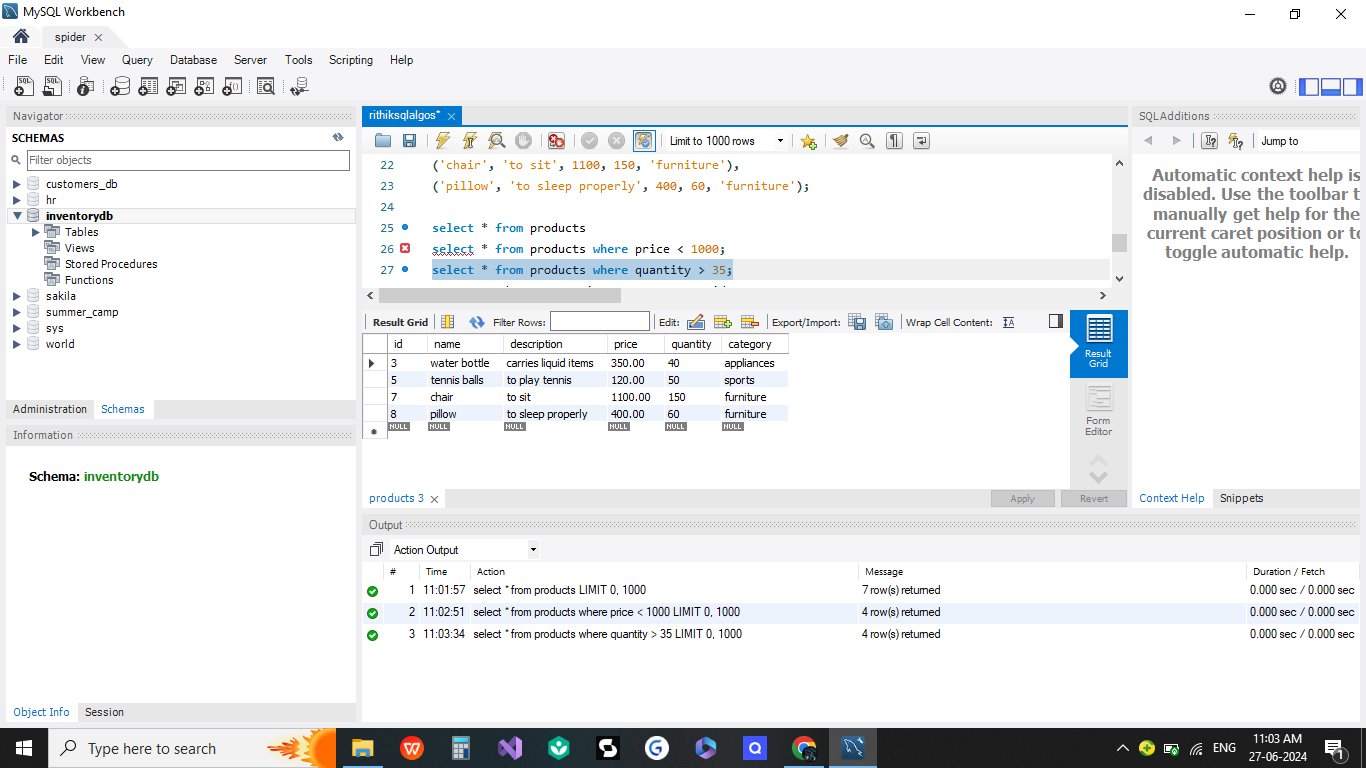 MySQL Workbench
spider
File Edit View Query Database Server Tools Scripting Help
Navigator
SCHEMAS
Filter objects
customers_db
hr
inventorydb
Tables
Views
Stored Procedures
Functions
sakila
summer_camp
sys
world
Administration Schemas
Information
Schema: inventorydb
Object Info Session
rithiksqlalgos*
Limit to 1000 rows
22 ('chair', 'to sit', 1100, 150, 'furniture'),
23 ('pillow', 'to sleep properly', 400, 60, 'furniture');
24
25 select * from products
26 select * from products where price < 1000;
27 select * from products where quantity > 35;
Result Grid Filter Rows: Edit: Export/Import: Wrap Cell Content:
id name description price quantity category
3 water bottle carries liquid items 350.00 40 appliances
5 tennis balls to play tennis 120.00 50 sports
7 chair to sit 1100.00 150 furniture
8 pillow to sleep properly 400.00 60 furniture
NULL NULL NULL NULL NULL NULL
Result Grid
Form Editor
products 3
Apply Revert
SQLAdditions
Jump to
Automatic context help is
disabled. Use the toolbar t
manually get help for the
current caret position or to
toggle automatic help.
Context Help Snippets
Output
Action Output
# Time Action Message Duration / Fetch
1 11:01:57 select * from products LIMIT 0, 1000 7 row(s) returned 0.000 sec / 0.000 sec
2 11:02:51 select * from products where price < 1000 LIMIT 0, 1000 4 row(s) returned 0.000 sec / 0.000 sec
3 11:03:34 select * from products where quantity > 35 LIMIT 0, 1000 4 row(s) returned 0.000 sec / 0.000 sec
Type here to search
ENG
11:03 AM
27-06-2024
1